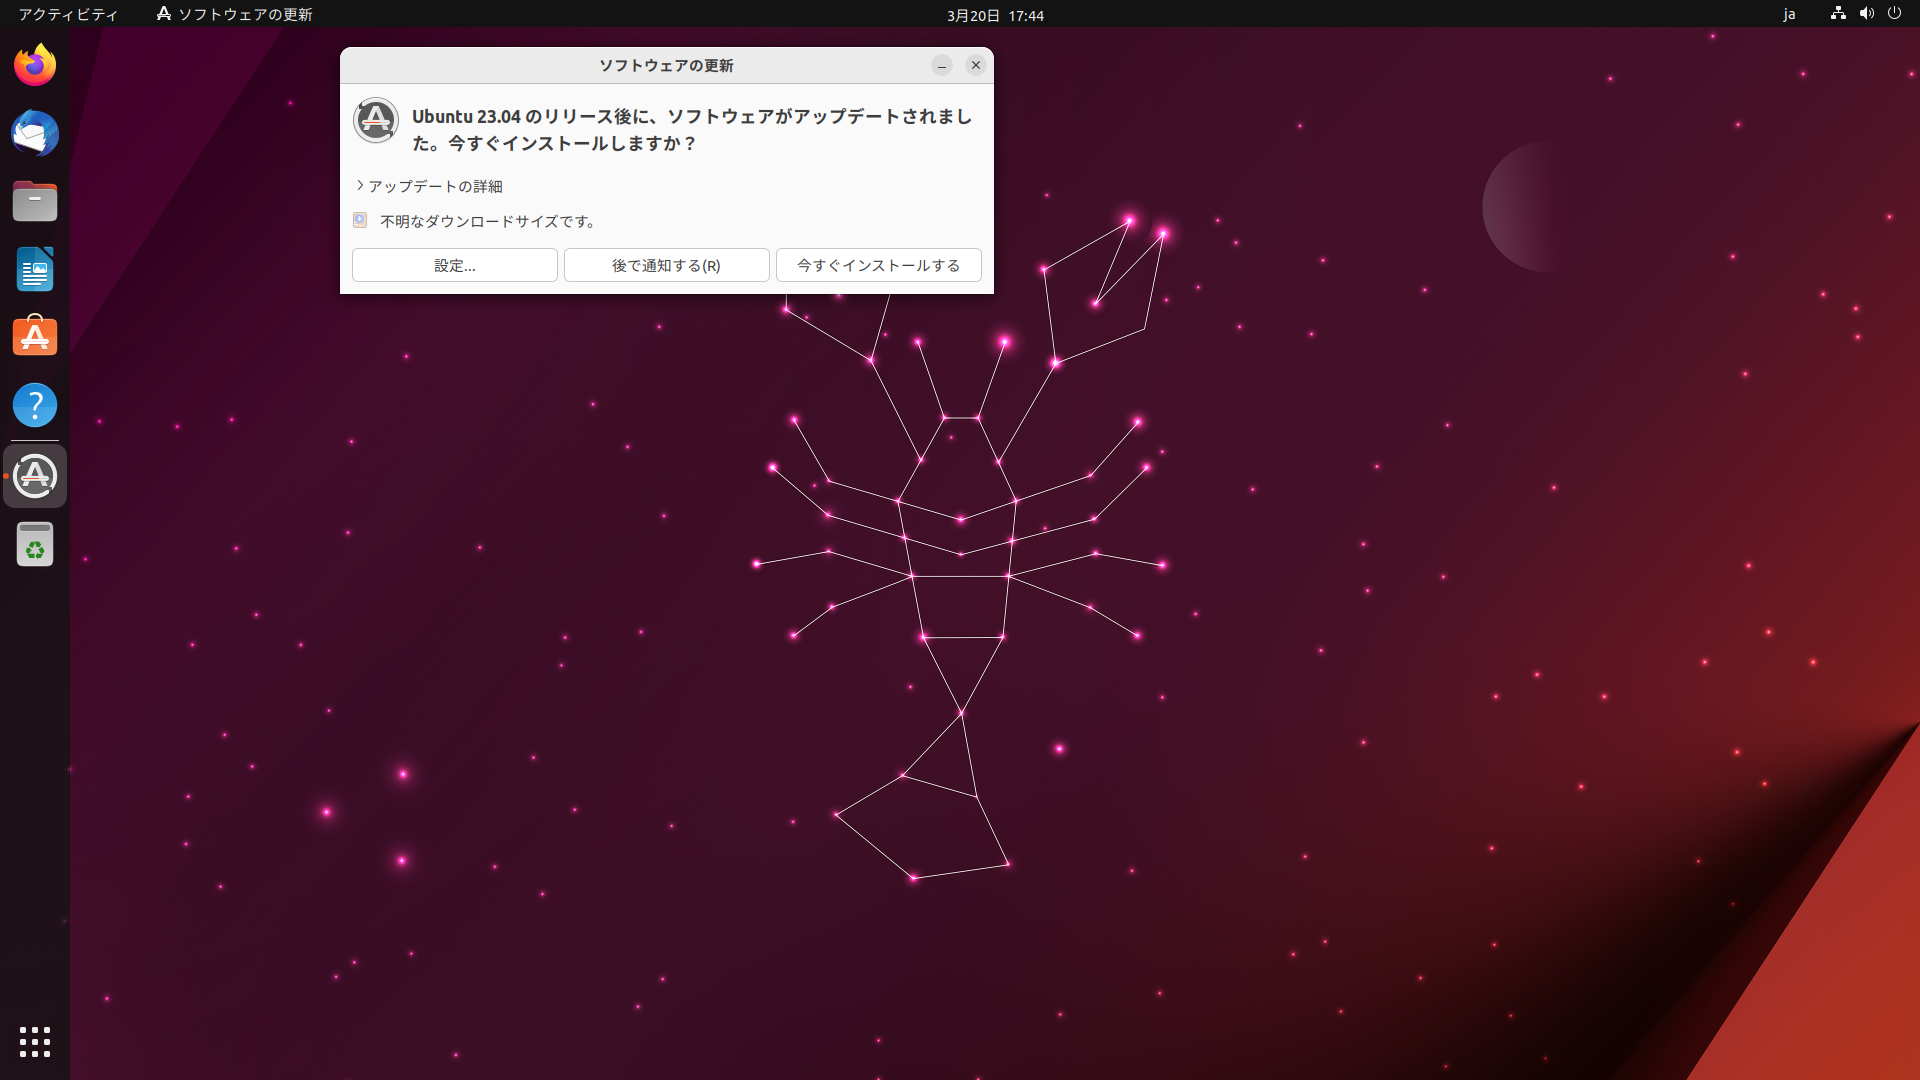 アクティビティ
ソフトウェアの更新
3月20日 17:44
ja
ソフトウェアの更新
Ubuntu 23.04 のリリース後に、ソフトウェアがアップデートされまし
た。今すぐインストールしますか？
アップデートの詳細
不明なダウンロードサイズです。
設定...
後で通知する(R)
今すぐインストールする